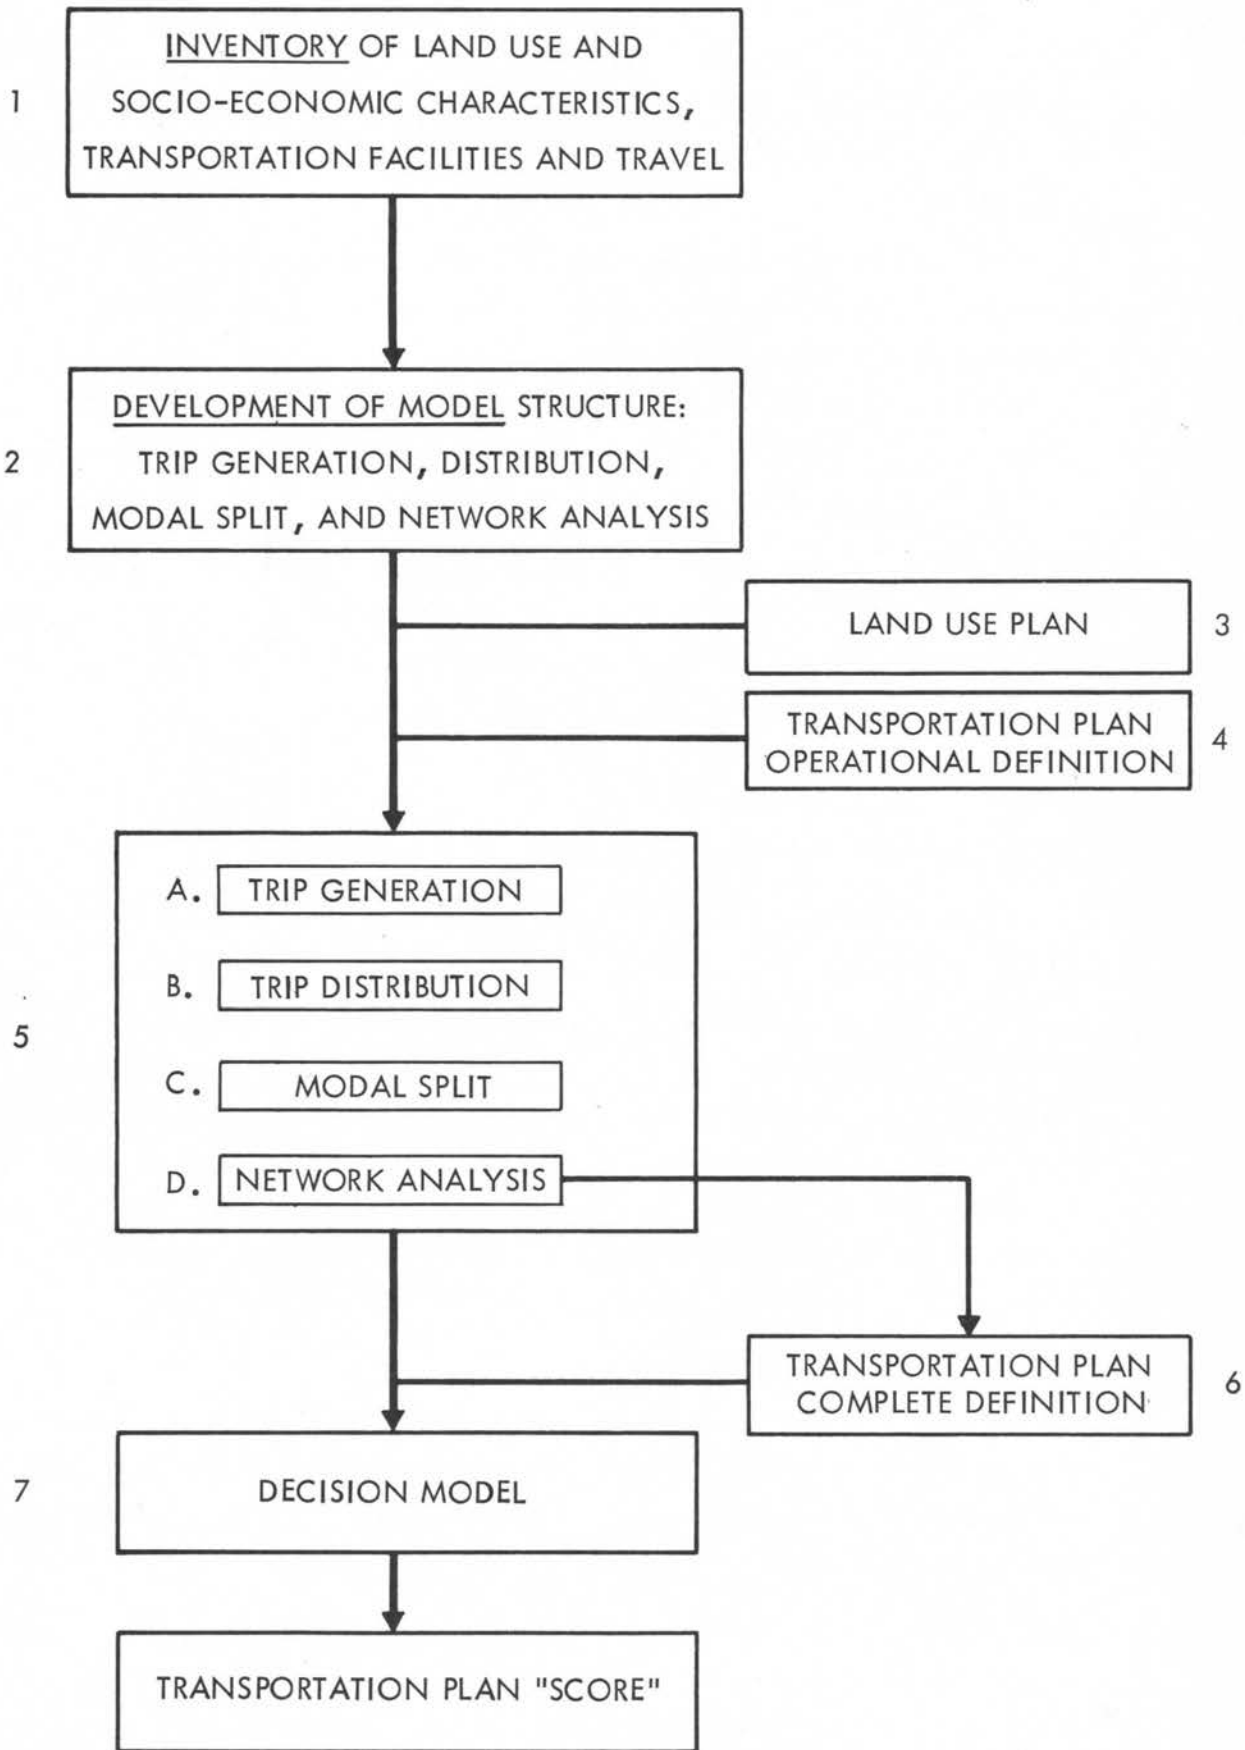 1
INVENTORY OF LAND USE AND
SOCIO-ECONOMIC CHARACTERISTICS,
TRANSPORTATION FACILITIES AND TRAVEL
2
DEVELOPMENT OF MODEL STRUCTURE:
TRIP GENERATION, DISTRIBUTION,
MODAL SPLIT, AND NETWORK ANALYSIS
LAND USE PLAN
3
TRANSPORTATION PLAN
OPERATIONAL DEFINITION
4
5
A. TRIP GENERATION
B. TRIP DISTRIBUTION
C. MODAL SPLIT
D. NETWORK ANALYSIS
TRANSPORTATION PLAN
COMPLETE DEFINITION
6
7
DECISION MODEL
TRANSPORTATION PLAN "SCORE"